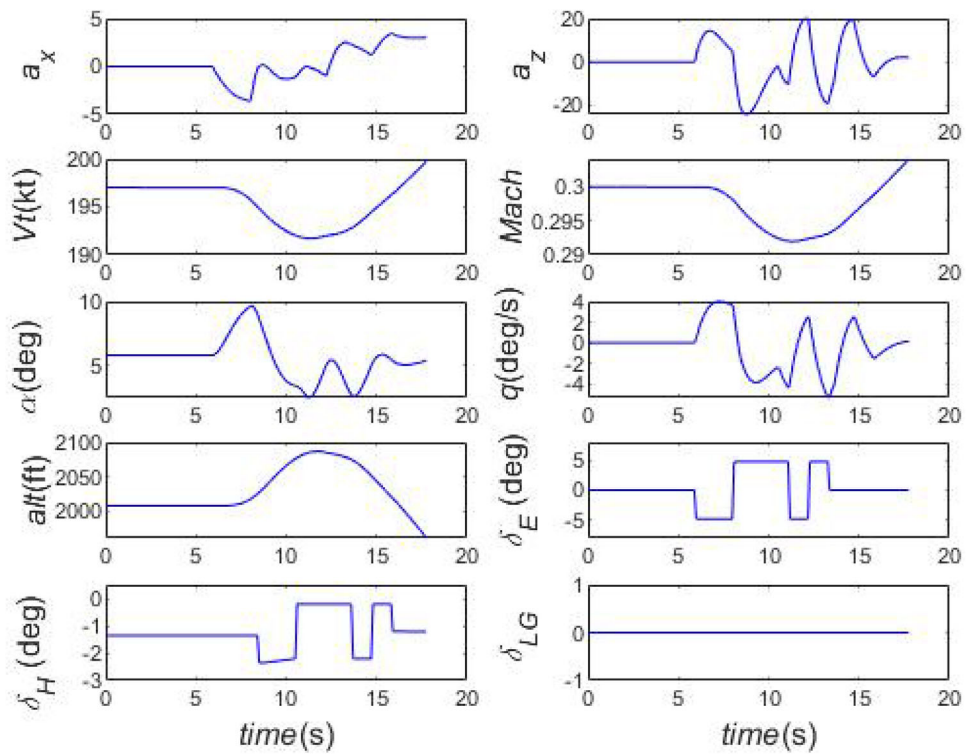 5
0
-5
a_x
0 5 10 15 20
20
0
-20
a_z
0 5 10 15 20
200
195
190
Vt(kt)
0 5 10 15 20
0.3
0.295
0.29
Mach
0 5 10 15 20
10
5
α(deg)
0 5 10 15 20
4
2
0
-2
-4
q(deg/s)
0 5 10 15 20
2100
2050
2000
alt(ft)
0 5 10 15 20
5
0
-5
δ_E (deg)
0 5 10 15 20
0
-1
-2
-3
δ_H (deg)
0 5 10 15 20
time(s)
1
0
-1
δ_LG
0 5 10 15 20
time(s)